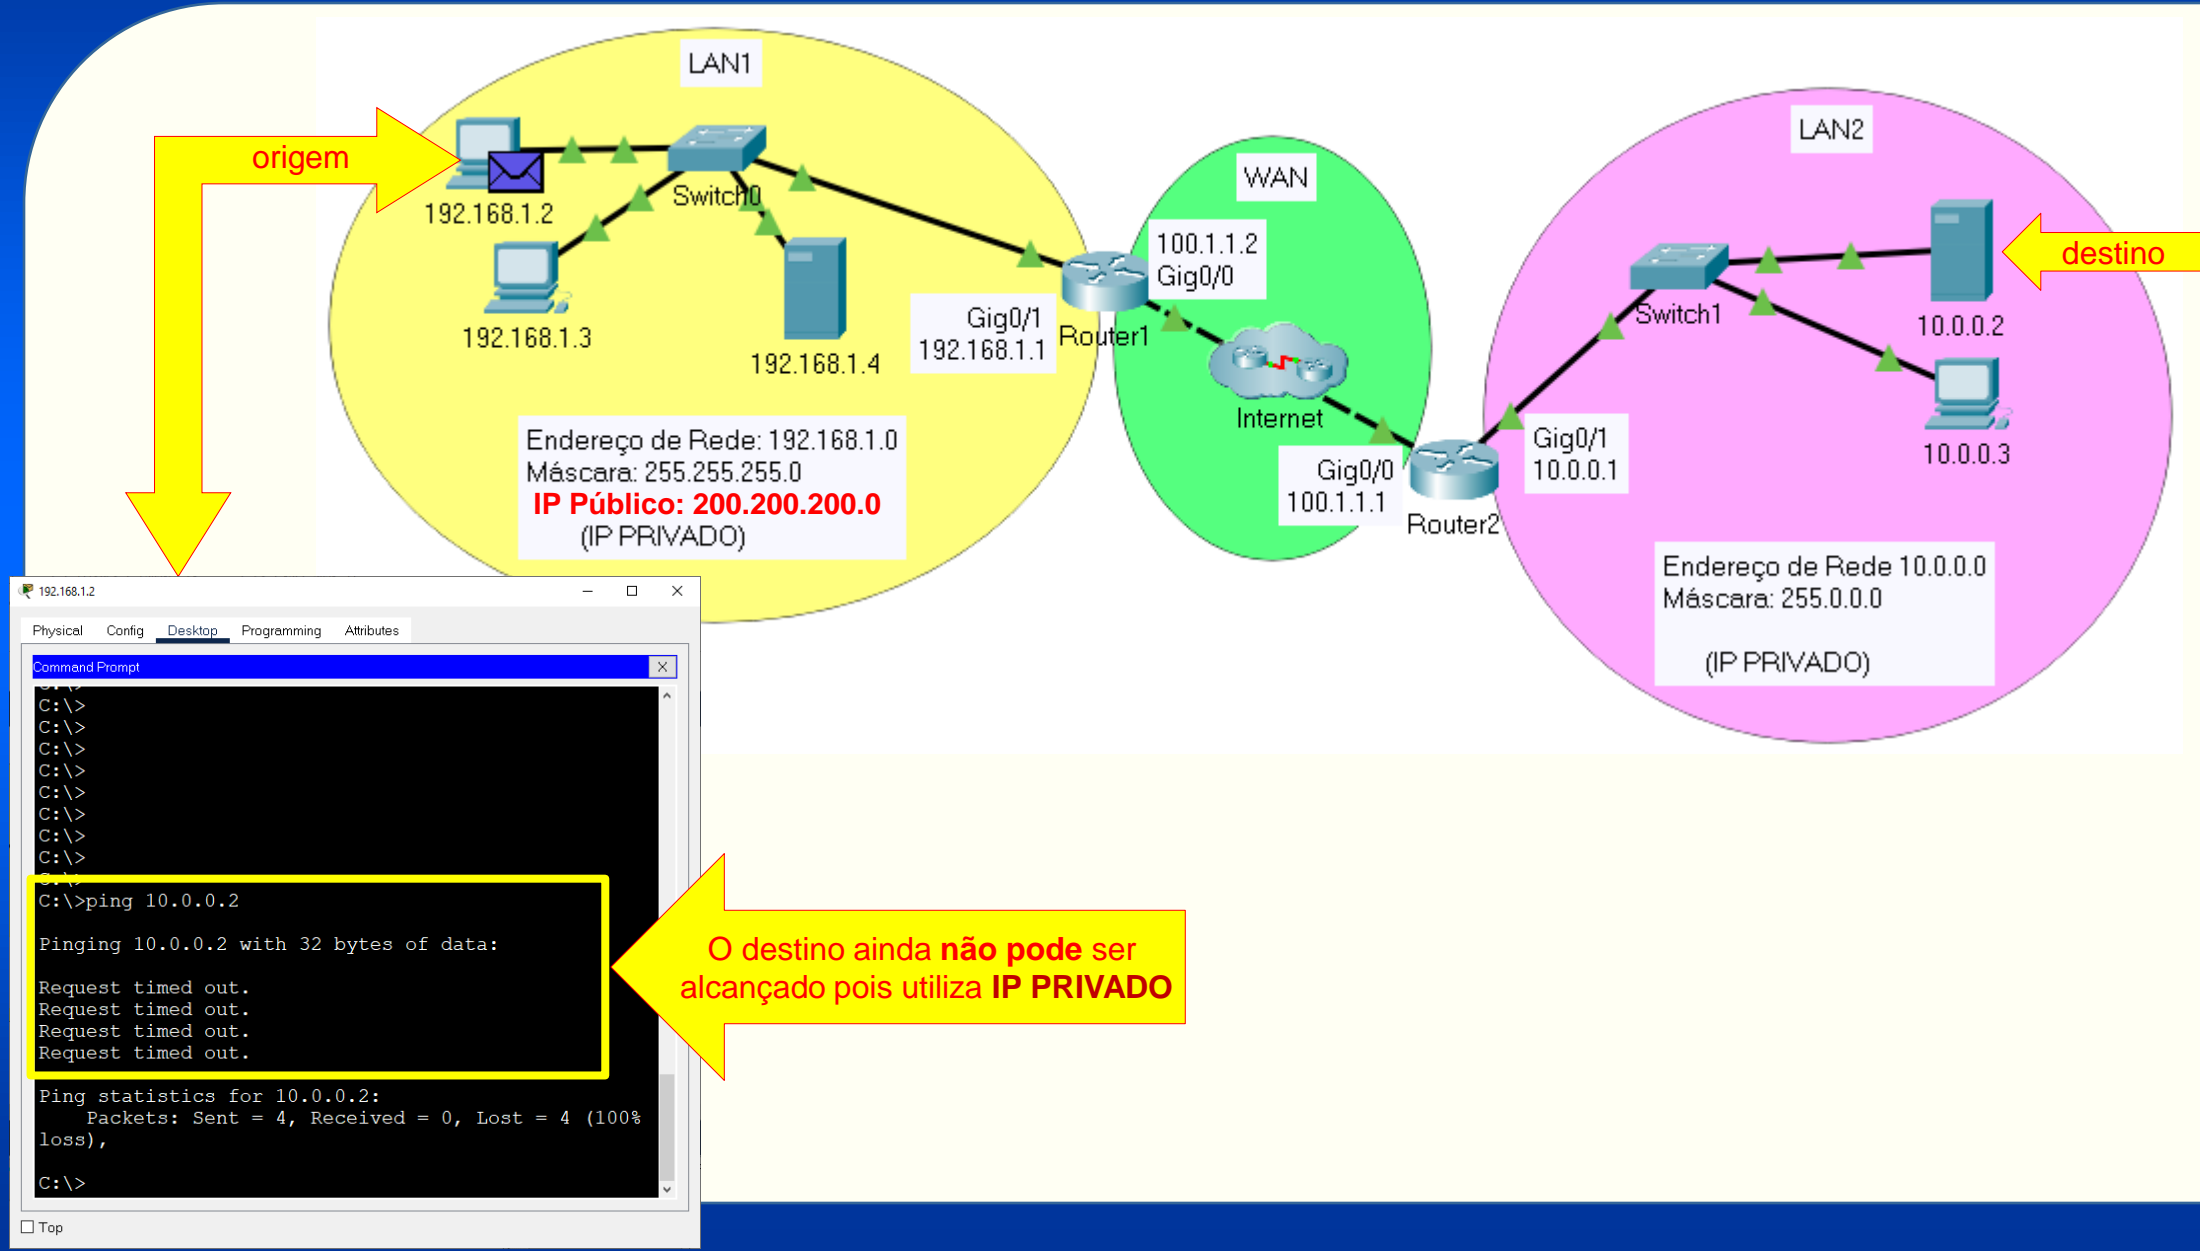 LAN1
origem
192.168.1.2
Switch0
192.168.1.3
192.168.1.4
Gig0/1
192.168.1.1
Router1
Endereço de Rede: 192.168.1.0
Máscara: 255.255.255.0
IP Público: 200.200.200.0
(IP PRIVADO)
WAN
100.1.1.2
Gig0/0
Internet
Gig0/0
100.1.1.1
Router2
LAN2
destino
Switch1
10.0.0.2
10.0.0.3
Gig0/1
10.0.0.1
Endereço de Rede 10.0.0.0
Máscara: 255.0.0.0
(IP PRIVADO)
192.168.1.2
Physical Config Desktop Programming Attributes
Command Prompt X
C:\>
C:\>
C:\>
C:\>
C:\>
C:\>
C:\>
C:\>
C:\>
C:\>
C:\>ping 10.0.0.2
Pinging 10.0.0.2 with 32 bytes of data:
Request timed out.
Request timed out.
Request timed out.
Request timed out.
Ping statistics for 10.0.0.2:
Packets: Sent = 4, Received = 0, Lost = 4 (100%
loss),
C:\>
Top
O destino ainda não pode ser
alcançado pois utiliza IP PRIVADO